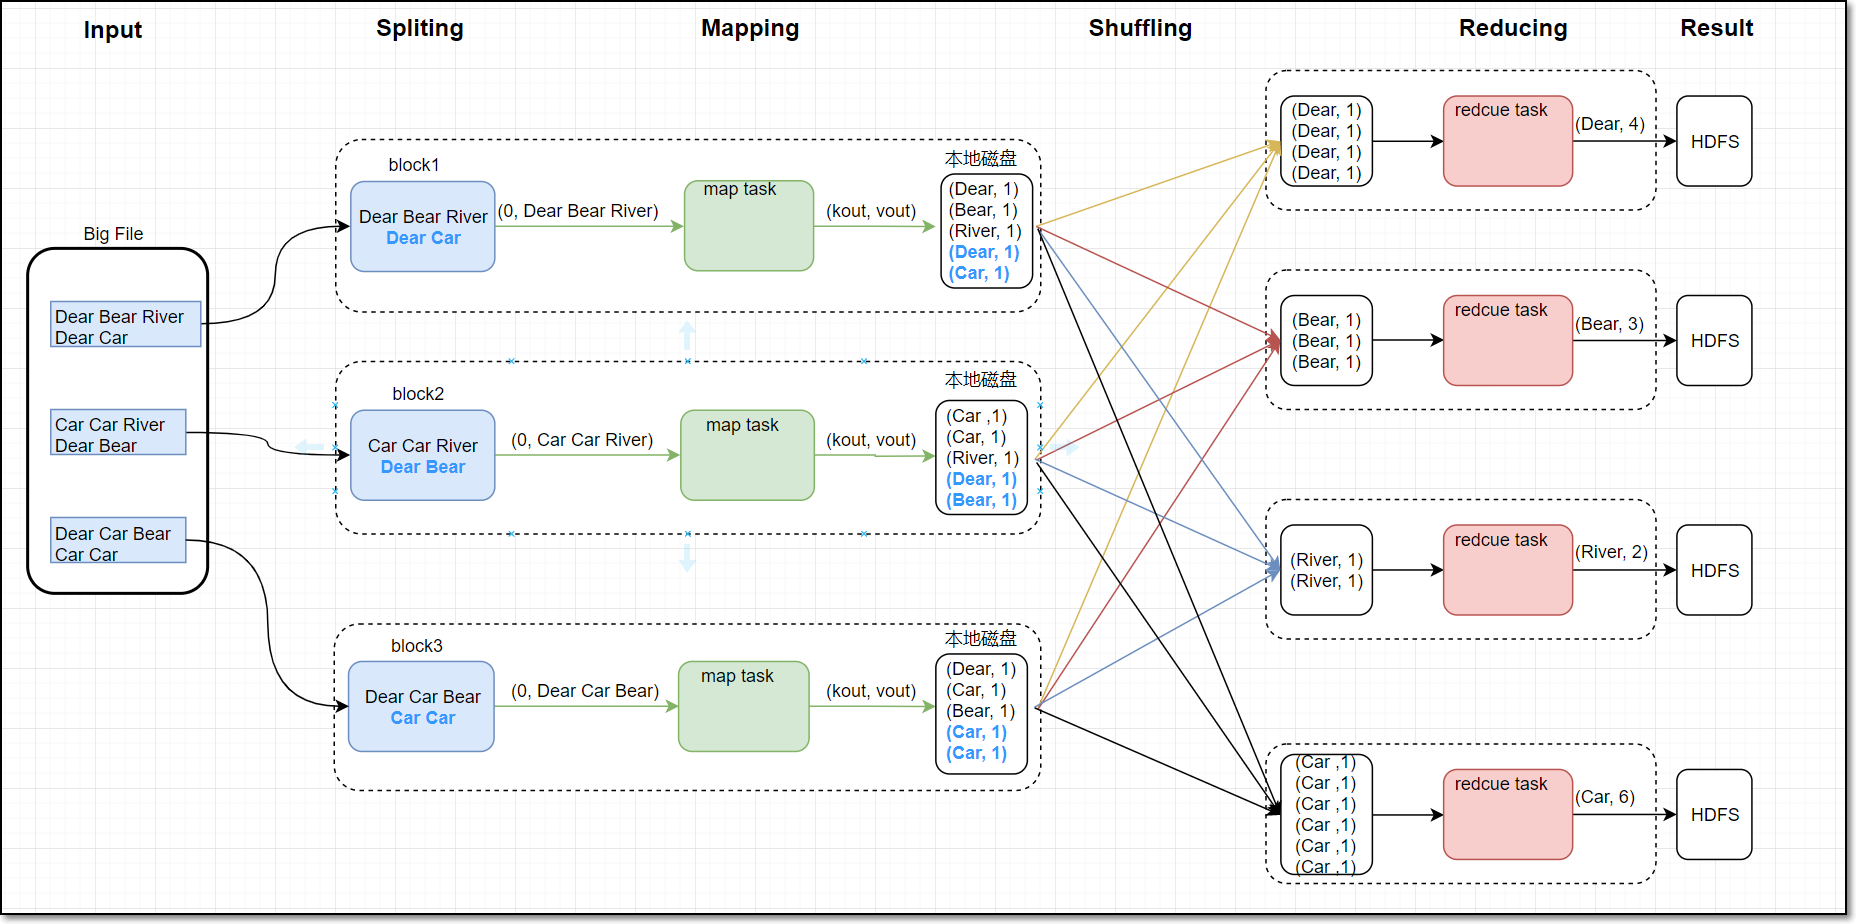 Input
Spliting
Mapping
Shuffling
Reducing
Result
Big File
Dear Bear River
Dear Car
Car Car River
Dear Bear
Dear Car Bear
Car Car
block1
Dear Bear River
Dear Car
(0, Dear Bear River)
map task
(kout, vout)
本地磁盘
(Dear, 1)
(Bear, 1)
(River, 1)
(Dear, 1)
(Car, 1)
block2
Car Car River
Dear Bear
(0, Car Car River)
map task
(kout, vout)
本地磁盘
(Car ,1)
(Car, 1)
(River, 1)
(Dear, 1)
(Bear, 1)
block3
Dear Car Bear
Car Car
(0, Dear Car Bear)
map task
(kout, vout)
本地磁盘
(Dear, 1)
(Car, 1)
(Bear, 1)
(Car, 1)
(Car, 1)
(Dear, 1)
(Dear, 1)
(Dear, 1)
(Dear, 1)
redcue task
(Dear, 4)
HDFS
(Bear, 1)
(Bear, 1)
(Bear, 1)
redcue task
(Bear, 3)
HDFS
(River, 1)
(River, 1)
redcue task
(River, 2)
HDFS
(Car ,1)
(Car ,1)
(Car ,1)
(Car ,1)
(Car ,1)
(Car ,1)
redcue task
(Car, 6)
HDFS